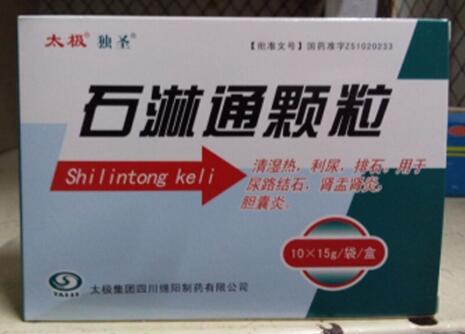 太极® 独圣®
【批准文号】国药准字Z51020233
石淋通颗粒
Shilintong keli
清湿热，利尿，排石。用于
尿路结石，肾盂肾炎，
胆囊炎。
10×15g/袋/盒
TAIJI
太极集团四川绵阳制药有限公司